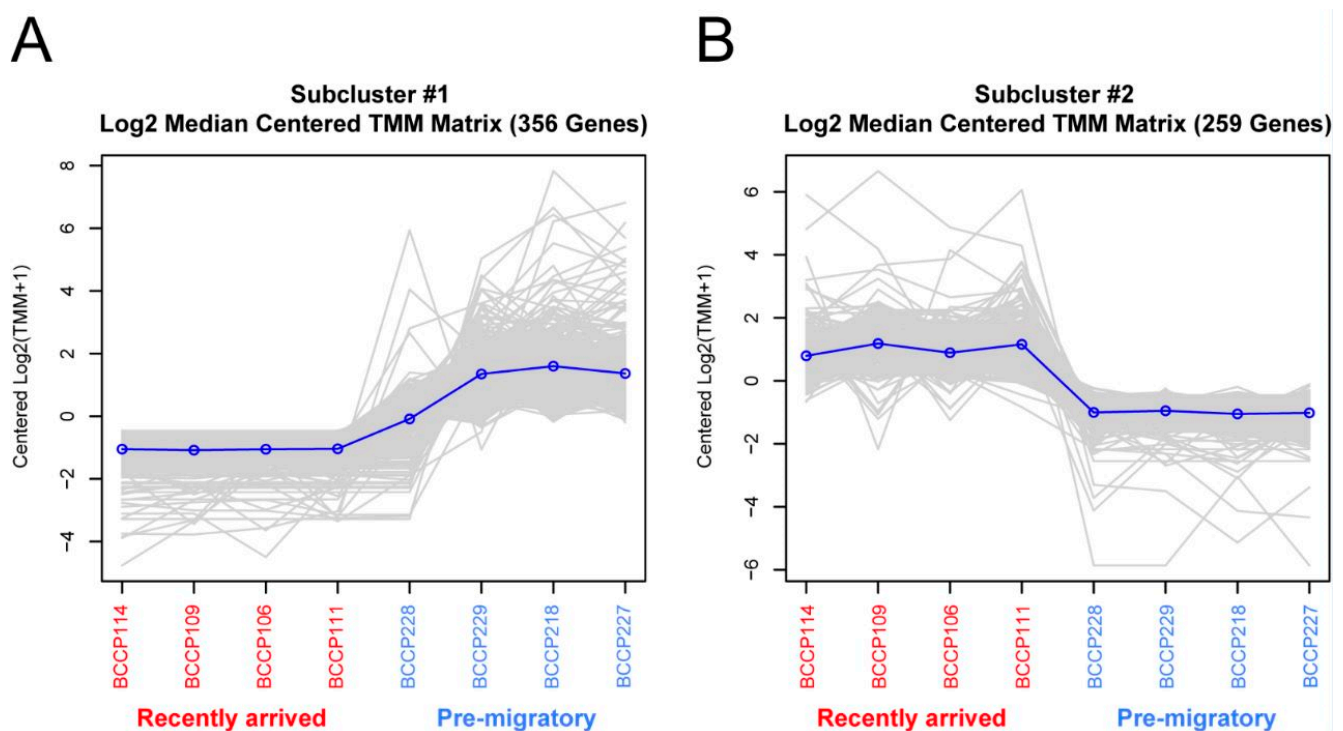 A
Subcluster #1
Log2 Median Centered TMM Matrix (356 Genes)
Centered Log2(TMM+1)
8
6
4
2
0
−2
−4
BCCP114
BCCP109
BCCP106
BCCP111
BCCP228
BCCP229
BCCP218
BCCP227
Recently arrived
Pre-migratory
B
Subcluster #2
Log2 Median Centered TMM Matrix (259 Genes)
Centered Log2(TMM+1)
6
4
2
0
−2
−4
−6
BCCP114
BCCP109
BCCP106
BCCP111
BCCP228
BCCP229
BCCP218
BCCP227
Recently arrived
Pre-migratory